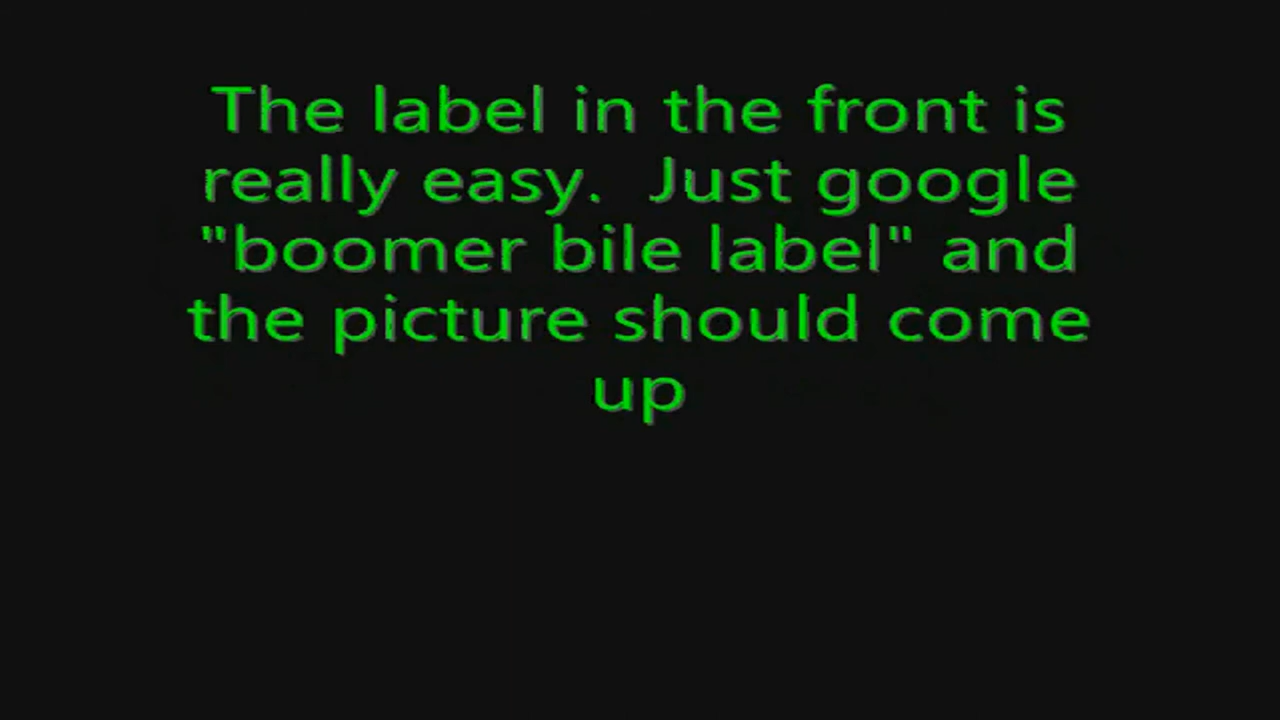 The label in the front is
really easy.  Just google
"boomer bile label" and
the picture should come
up